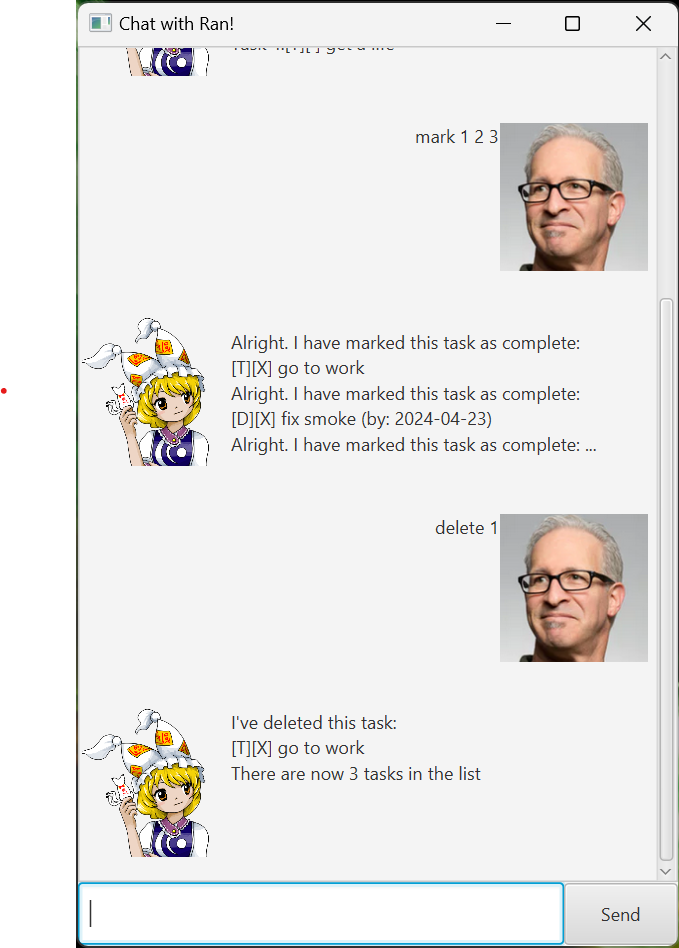 Chat with Ran!
Task 4:[T][ ] get a life
mark 1 2 3
Alright. I have marked this task as complete:
[T][X] go to work
Alright. I have marked this task as complete:
[D][X] fix smoke (by: 2024-04-23)
Alright. I have marked this task as complete: ...
delete 1
I've deleted this task:
[T][X] go to work
There are now 3 tasks in the list
Send